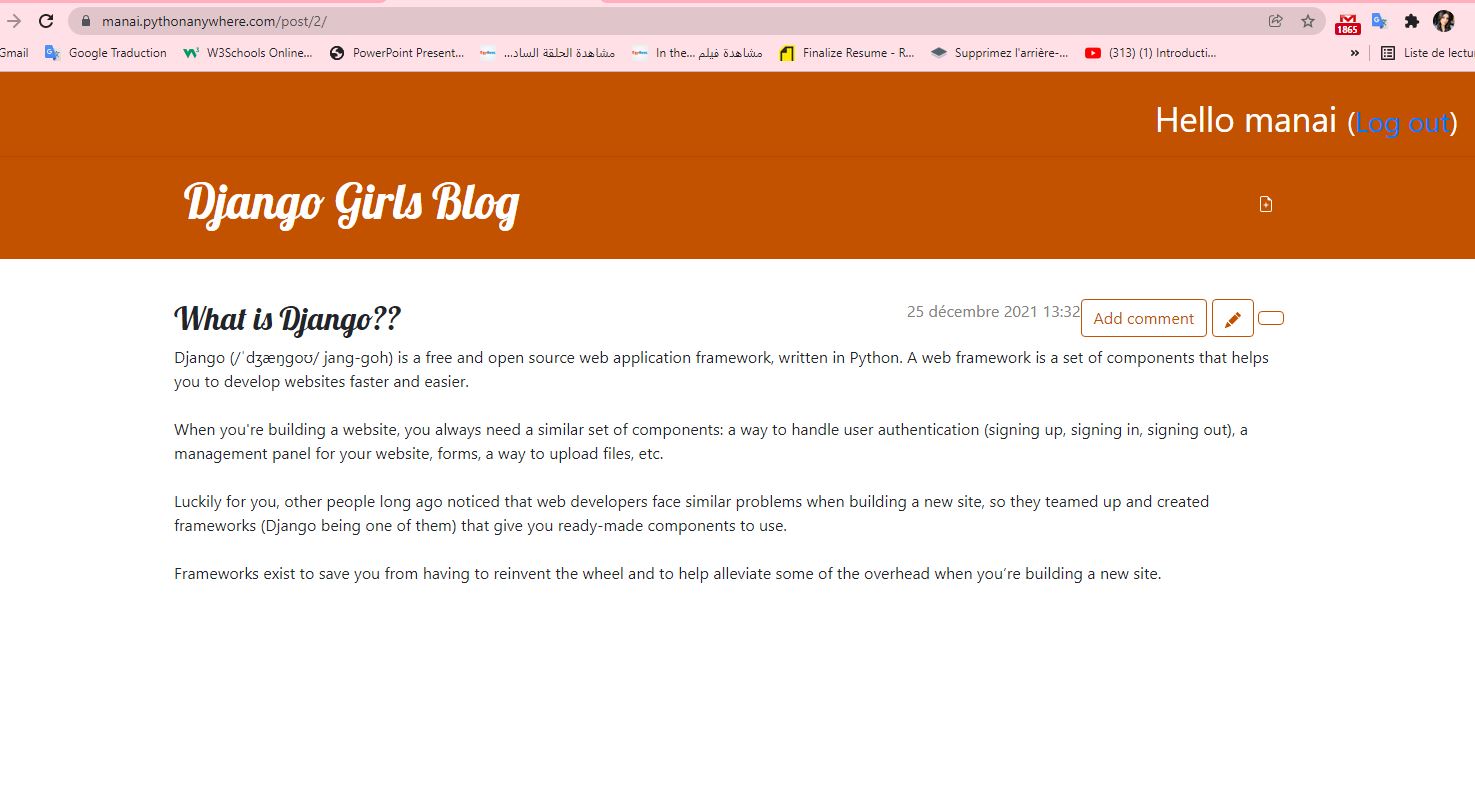 manai.pythonanywhere.com/post/2/
1865
Gmail
Google Traduction
W3Schools Online...
PowerPoint Present...
مشاهدة الحلقة الساد...
In the... مشاهدة فيلم
Finalize Resume - R...
Supprimez l'arrière-...
(313) (1) Introducti...
»
Liste de lectu
Hello manai (Log out)
Django Girls Blog
What is Django??
25 décembre 2021 13:32
Add comment
Django (/ˈdʒæŋɡoʊ/ jang-goh) is a free and open source web application framework, written in Python. A web framework is a set of components that helps
you to develop websites faster and easier.
When you're building a website, you always need a similar set of components: a way to handle user authentication (signing up, signing in, signing out), a
management panel for your website, forms, a way to upload files, etc.
Luckily for you, other people long ago noticed that web developers face similar problems when building a new site, so they teamed up and created
frameworks (Django being one of them) that give you ready-made components to use.
Frameworks exist to save you from having to reinvent the wheel and to help alleviate some of the overhead when you’re building a new site.